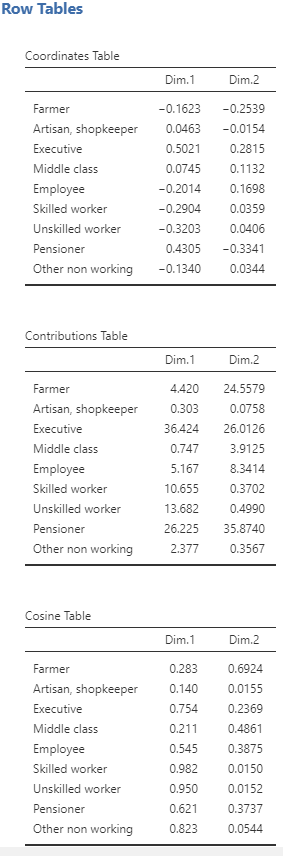 Row Tables
Coordinates Table
Dim.1 Dim.2
Farmer −0.1623 −0.2539
Artisan, shopkeeper 0.0463 −0.0154
Executive 0.5021 0.2815
Middle class 0.0745 0.1132
Employee −0.2014 0.1698
Skilled worker −0.2904 0.0359
Unskilled worker −0.3203 0.0406
Pensioner 0.4305 −0.3341
Other non working −0.1340 0.0344
Contributions Table
Dim.1 Dim.2
Farmer 4.420 24.5579
Artisan, shopkeeper 0.303 0.0758
Executive 36.424 26.0126
Middle class 0.747 3.9125
Employee 5.167 8.3414
Skilled worker 10.655 0.3702
Unskilled worker 13.682 0.4990
Pensioner 26.225 35.8740
Other non working 2.377 0.3567
Cosine Table
Dim.1 Dim.2
Farmer 0.283 0.6924
Artisan, shopkeeper 0.140 0.0155
Executive 0.754 0.2369
Middle class 0.211 0.4861
Employee 0.545 0.3875
Skilled worker 0.982 0.0150
Unskilled worker 0.950 0.0152
Pensioner 0.621 0.3737
Other non working 0.823 0.0544